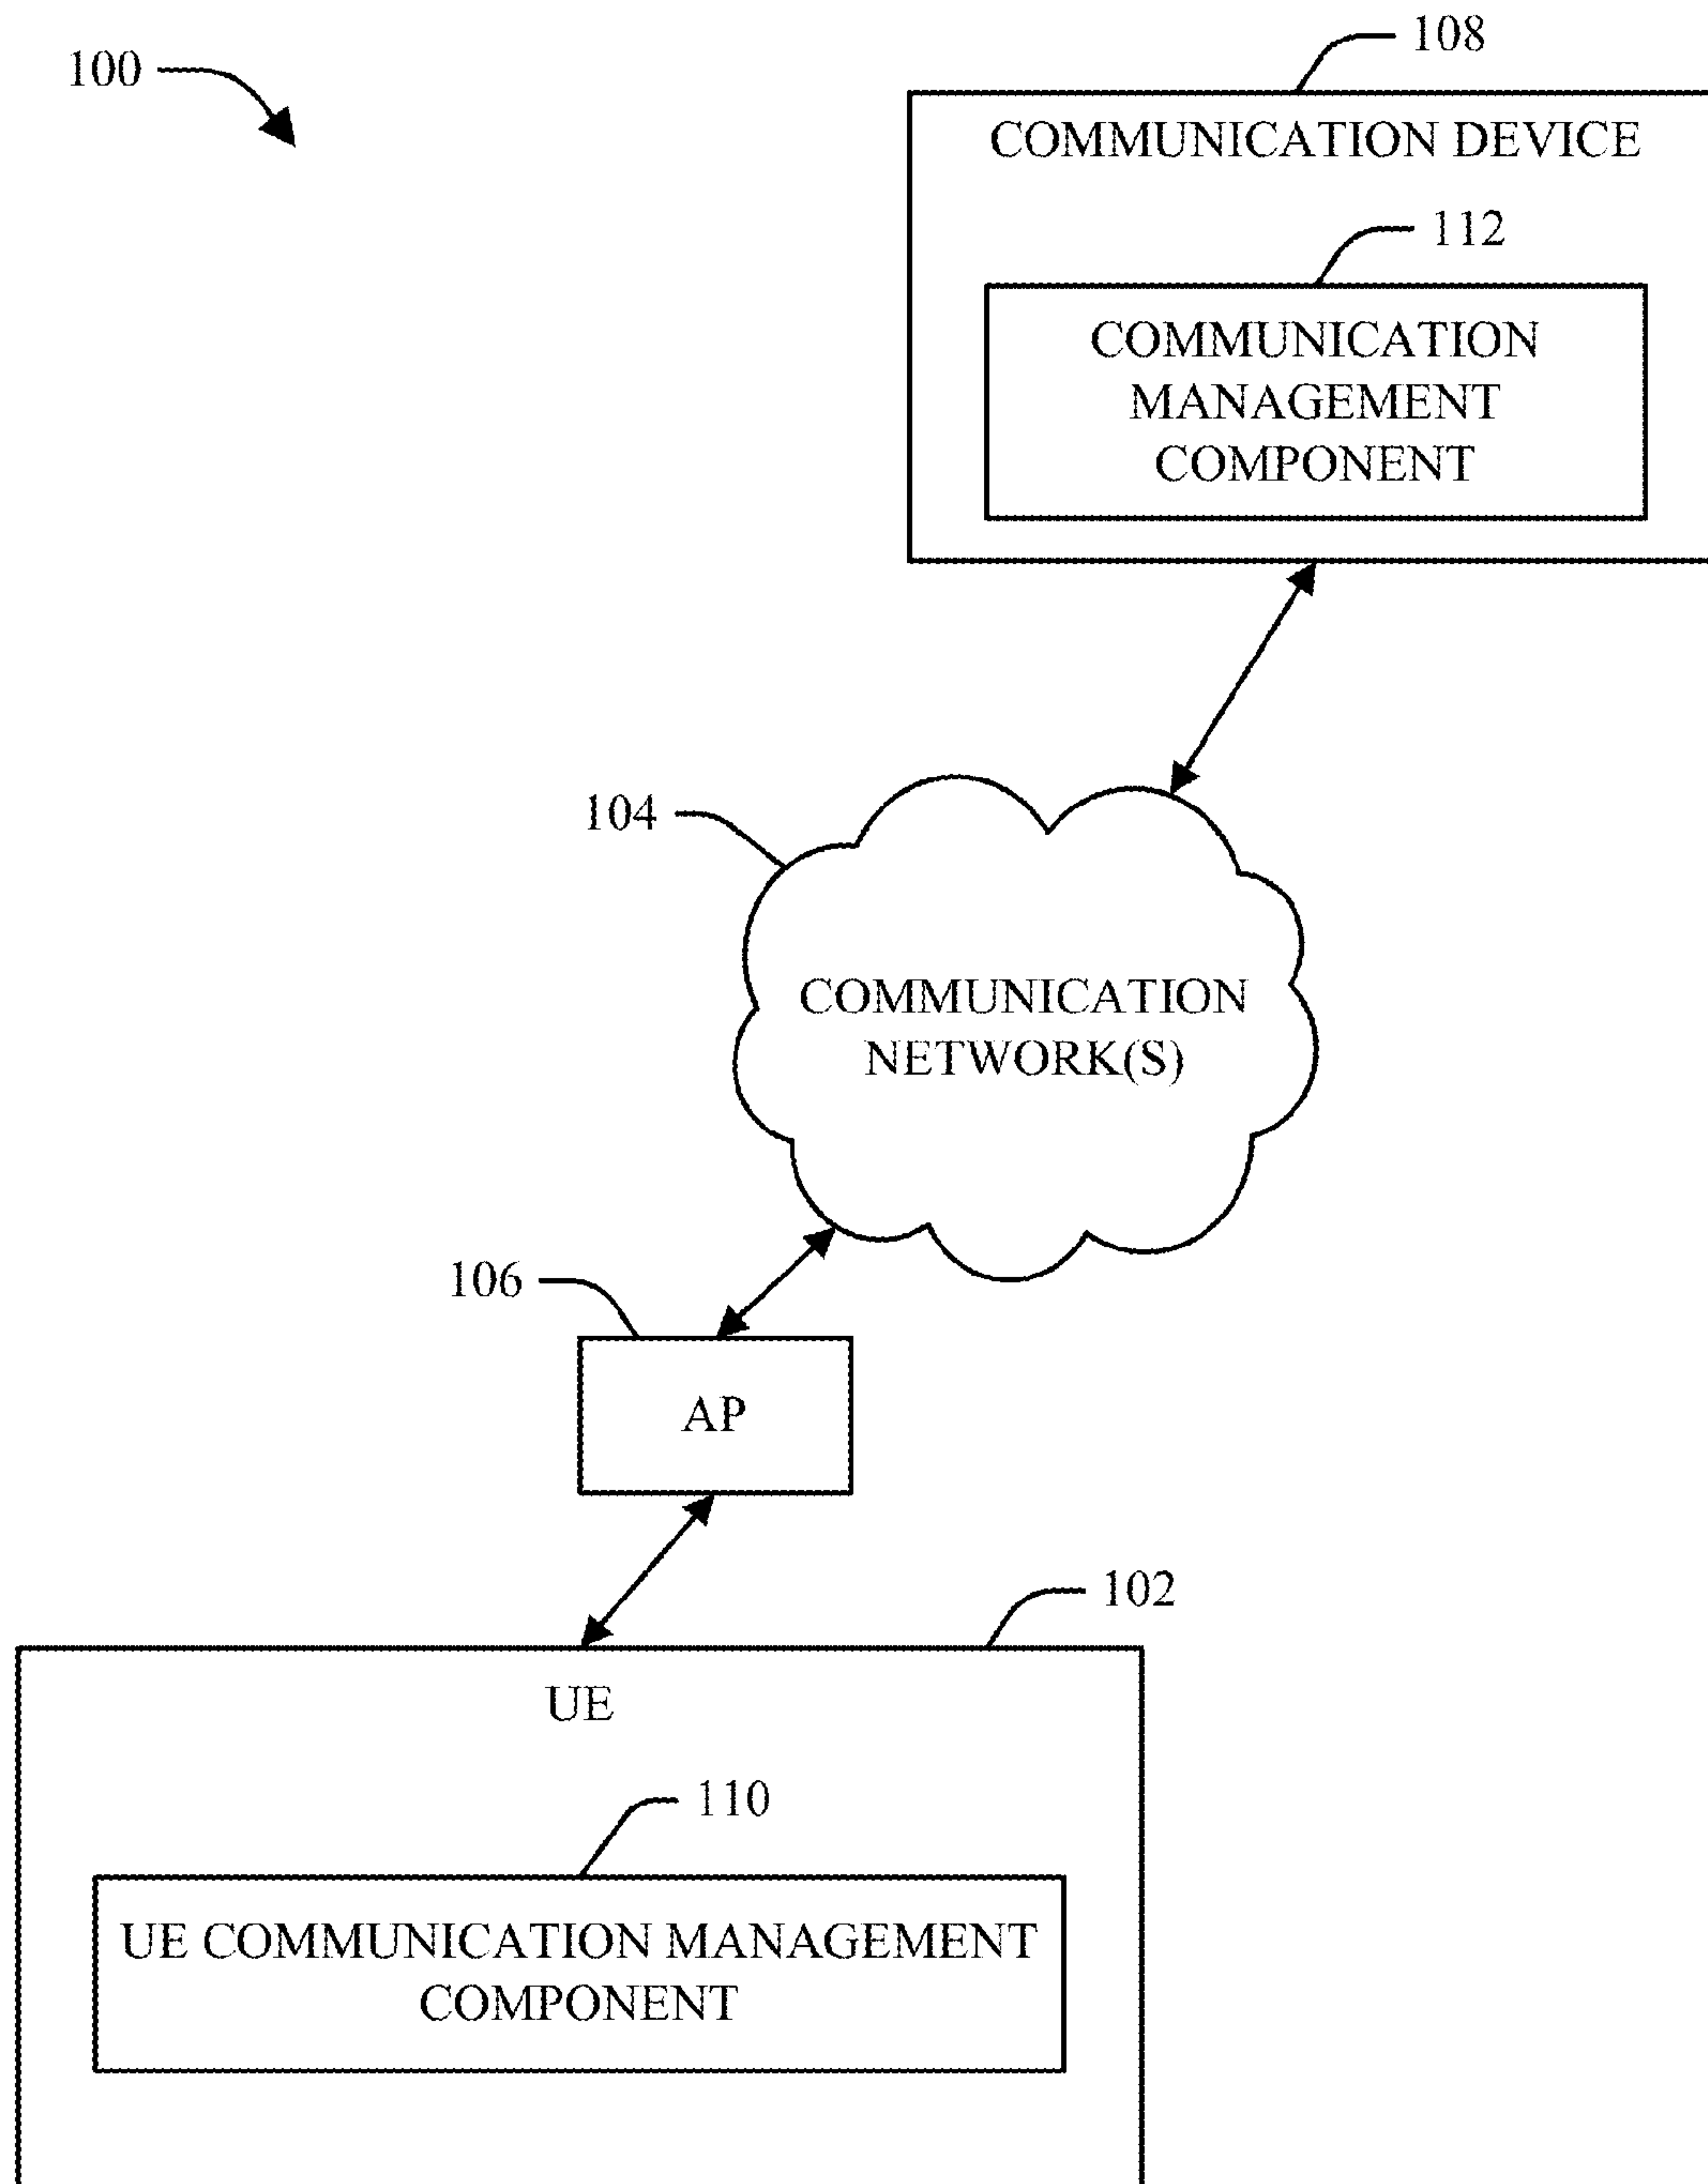 100
108
COMMUNICATION DEVICE
112
COMMUNICATION
MANAGEMENT
COMPONENT
104
COMMUNICATION
NETWORK(S)
106
AP
102
UE
110
UE COMMUNICATION MANAGEMENT
COMPONENT